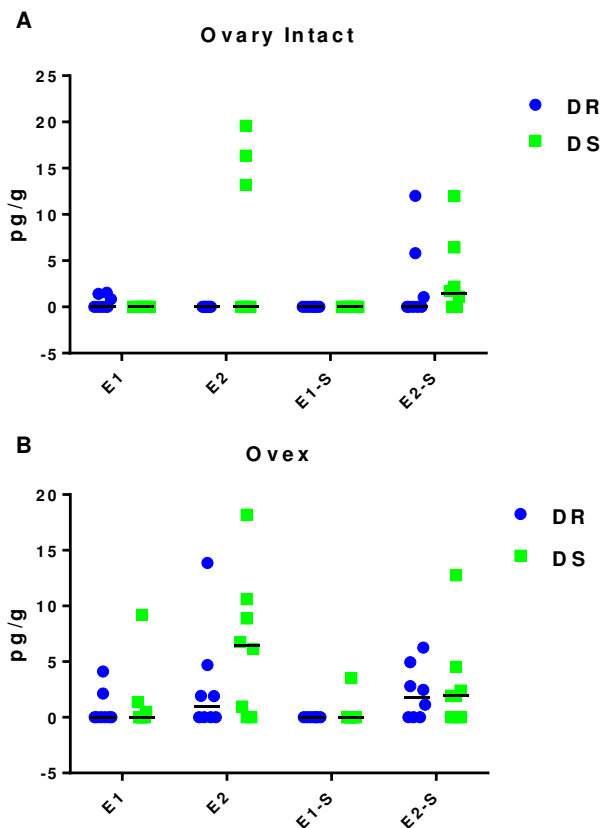 A
Ovary Intact
25
20
15
10
5
0
-5
pg/g
E1
E2
E1-S
E2-S
DR
DS
B
Ovex
20
15
10
5
0
-5
pg/g
E1
E2
E1-S
E2-S
DR
DS